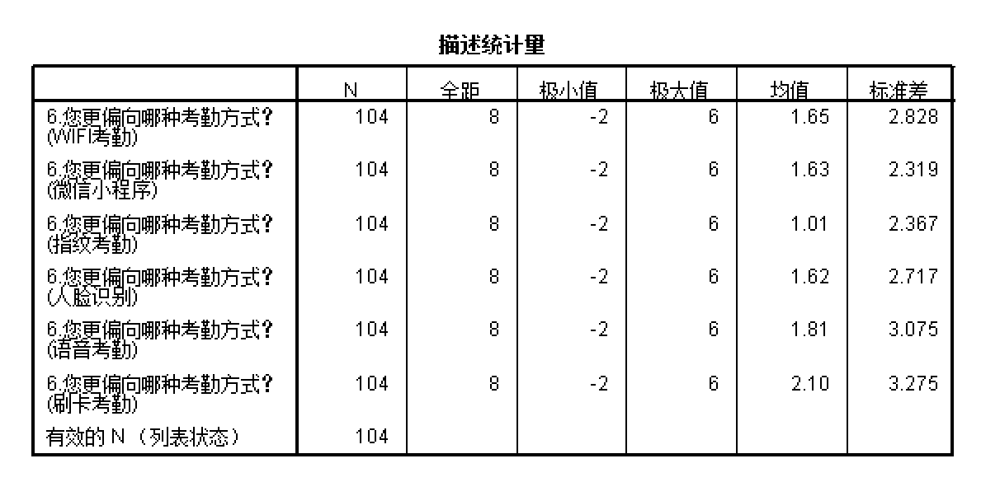 描述统计量
N 全距 极小值 极大值 均值 标准差
6.您更偏向哪种考勤方式? 104 8 -2 6 1.65 2.828
(WIFI考勤)
6.您更偏向哪种考勤方式? 104 8 -2 6 1.63 2.319
(微信小程序)
6.您更偏向哪种考勤方式? 104 8 -2 6 1.01 2.367
(指纹考勤)
6.您更偏向哪种考勤方式? 104 8 -2 6 1.62 2.717
(人脸识别)
6.您更偏向哪种考勤方式? 104 8 -2 6 1.81 3.075
(语音考勤)
6.您更偏向哪种考勤方式? 104 8 -2 6 2.10 3.275
(刷卡考勤)
有效的 N （列表状态） 104